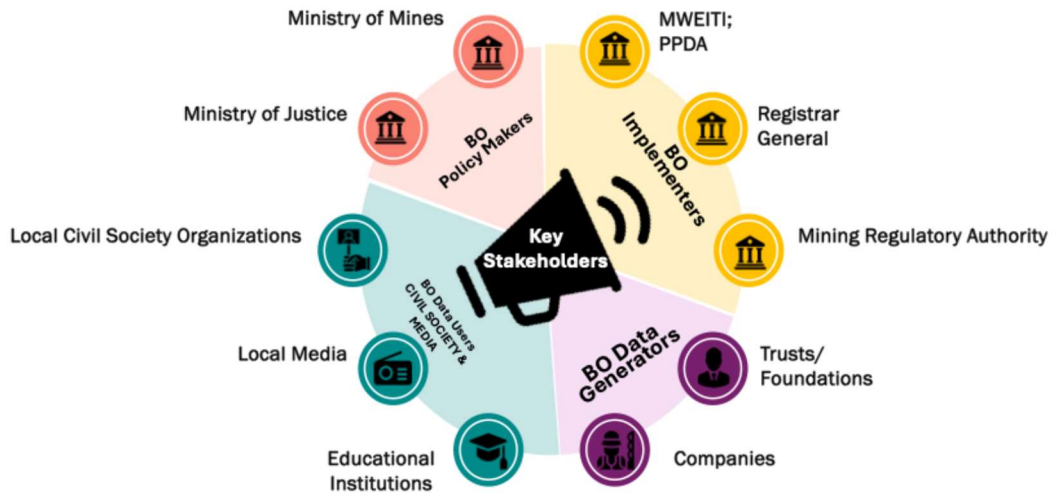 Ministry of Mines
MWEITI;
PPDA
Ministry of Justice
Registrar
General
BO
Policy Makers
BO
Implementers
Local Civil Society Organizations
Mining Regulatory Authority
Key
Stakeholders
BO Data Users
CIVIL SOCIETY &
MEDIA
BO Data
Generators
Local Media
Trusts/
Foundations
Educational
Institutions
Companies